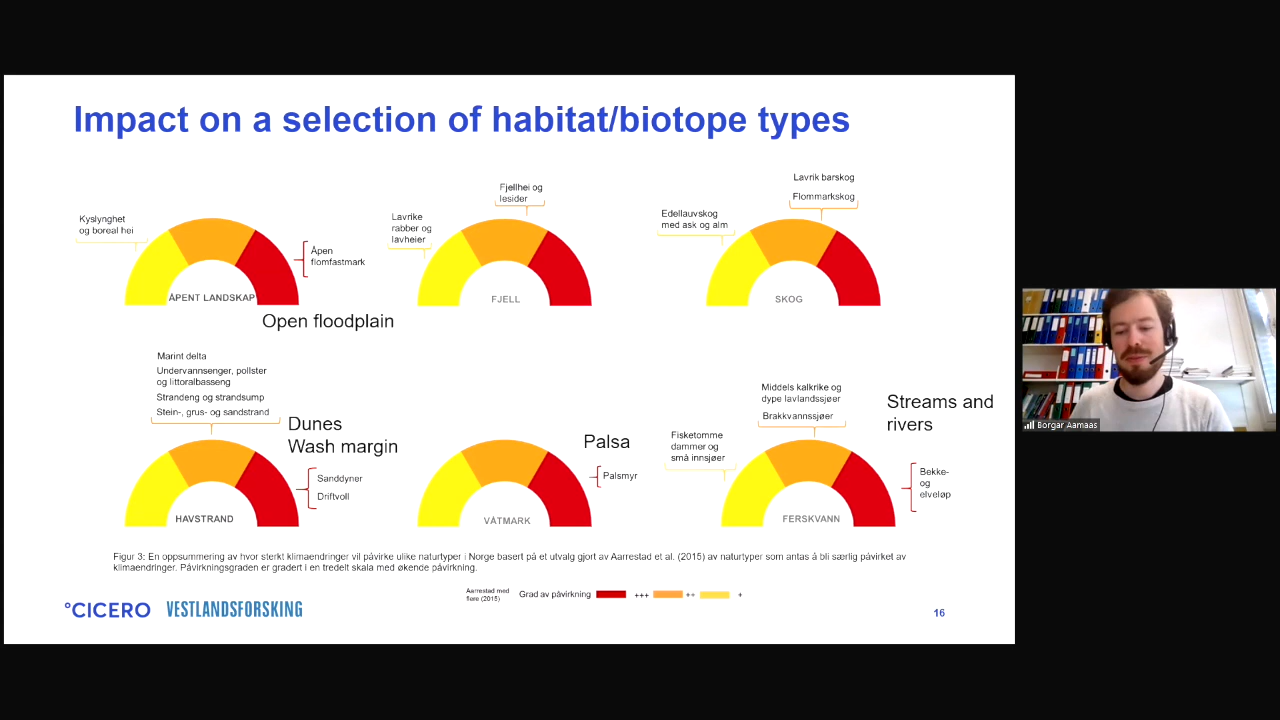 Impact on a selection of habitat/biotope types
Kyslynghet
og boreal hei
Åpen
flomfastmark
ÅPENT LANDSKAP
Open floodplain
Lavrike
rabber og
lavheier
Fjellhei og
lesider
FJELL
Edellauvskog
med ask og alm
Lavrik barskog
Flommarkskog
SKOG
Marint delta
Undervannsenger, pollster
og littoralbasseng
Strandeng og strandsump
Stein-, grus- og sandstrand
Dunes
Wash margin
Sanddyner
Driftvoll
HAVSTRAND
Palsa
Palsmyr
VÅTMARK
Fisketomme
dammer og
små innsjøer
Middels kalkrike og
dype lavlandssjøer
Brakkvannssjøer
Streams and
rivers
Bekke-
og
elveløp
FERSKVANN
Figur 3: En oppsummering av hvor sterkt klimaendringer vil påvirke ulike naturtyper i Norge basert på et utvalg gjort av Aarrestad et al. (2015) av naturtyper som antas å bli særlig påvirket av
klimaendringer. Påvirkningsgraden er gradert i en tredelt skala med økende påvirkning.
Aarrestad med
flere (2015)
Grad av påvirkning +++ ++ +
°CICERO VESTLANDSFORSKING
16
Borgar Aamaas